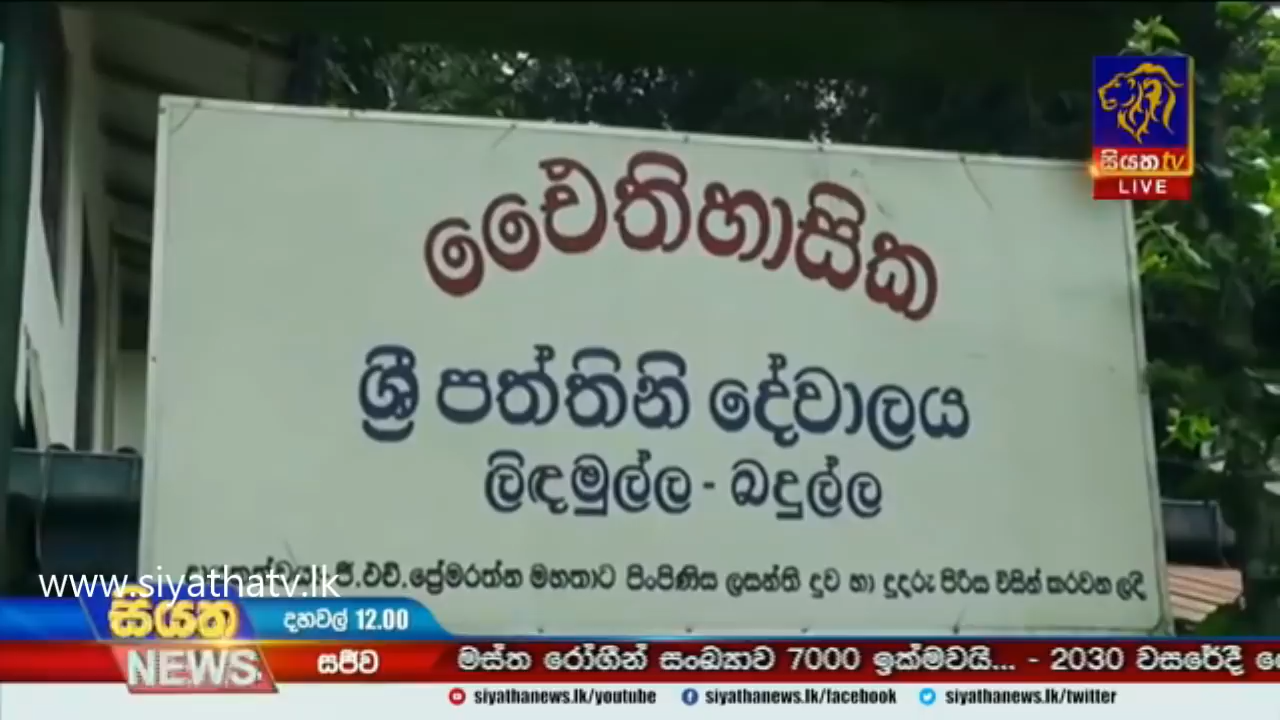 සියත tv
LIVE
ඓතිහාසික
ශ්‍රී පත්තිනි දේවාලය
ලිඳමුල්ල - බදුල්ල
ජී.එච්.ප්‍රේමරත්න මහතාට පිංපිණිස ලසන්ති දුව හා දූදරු පිරිස විසින් කරවන ලදී
www.siyathatv.lk
සියත
දහවල් 12.00
NEWS
සජීව
මස්ත රෝගීන් සංඛ්‍යාව 7000 ඉක්මවයි... - 2030 වසරේදී
siyathanews.lk/youtube siyathanews.lk/facebook siyathanews.lk/twitter